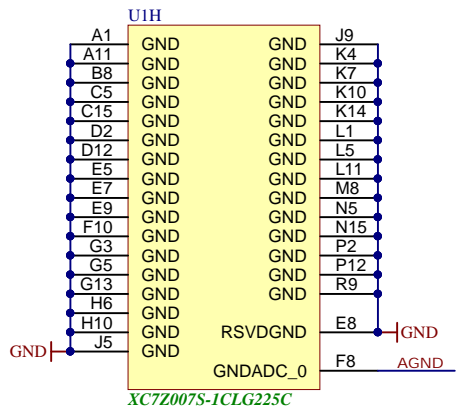 U1H
A1 GND GND J9
A11 GND GND K4
B8 GND GND K7
C5 GND GND K10
C15 GND GND K14
D2 GND GND L1
D12 GND GND L5
E5 GND GND L11
E7 GND GND M8
E9 GND GND N5
F10 GND GND N15
G3 GND GND P2
G5 GND GND P12
G13 GND GND R9
H6 GND
H10 GND RSVDGND E8 GND
GND J5 GND
GNDADC_0 F8 AGND
XC7Z007S-1CLG225C